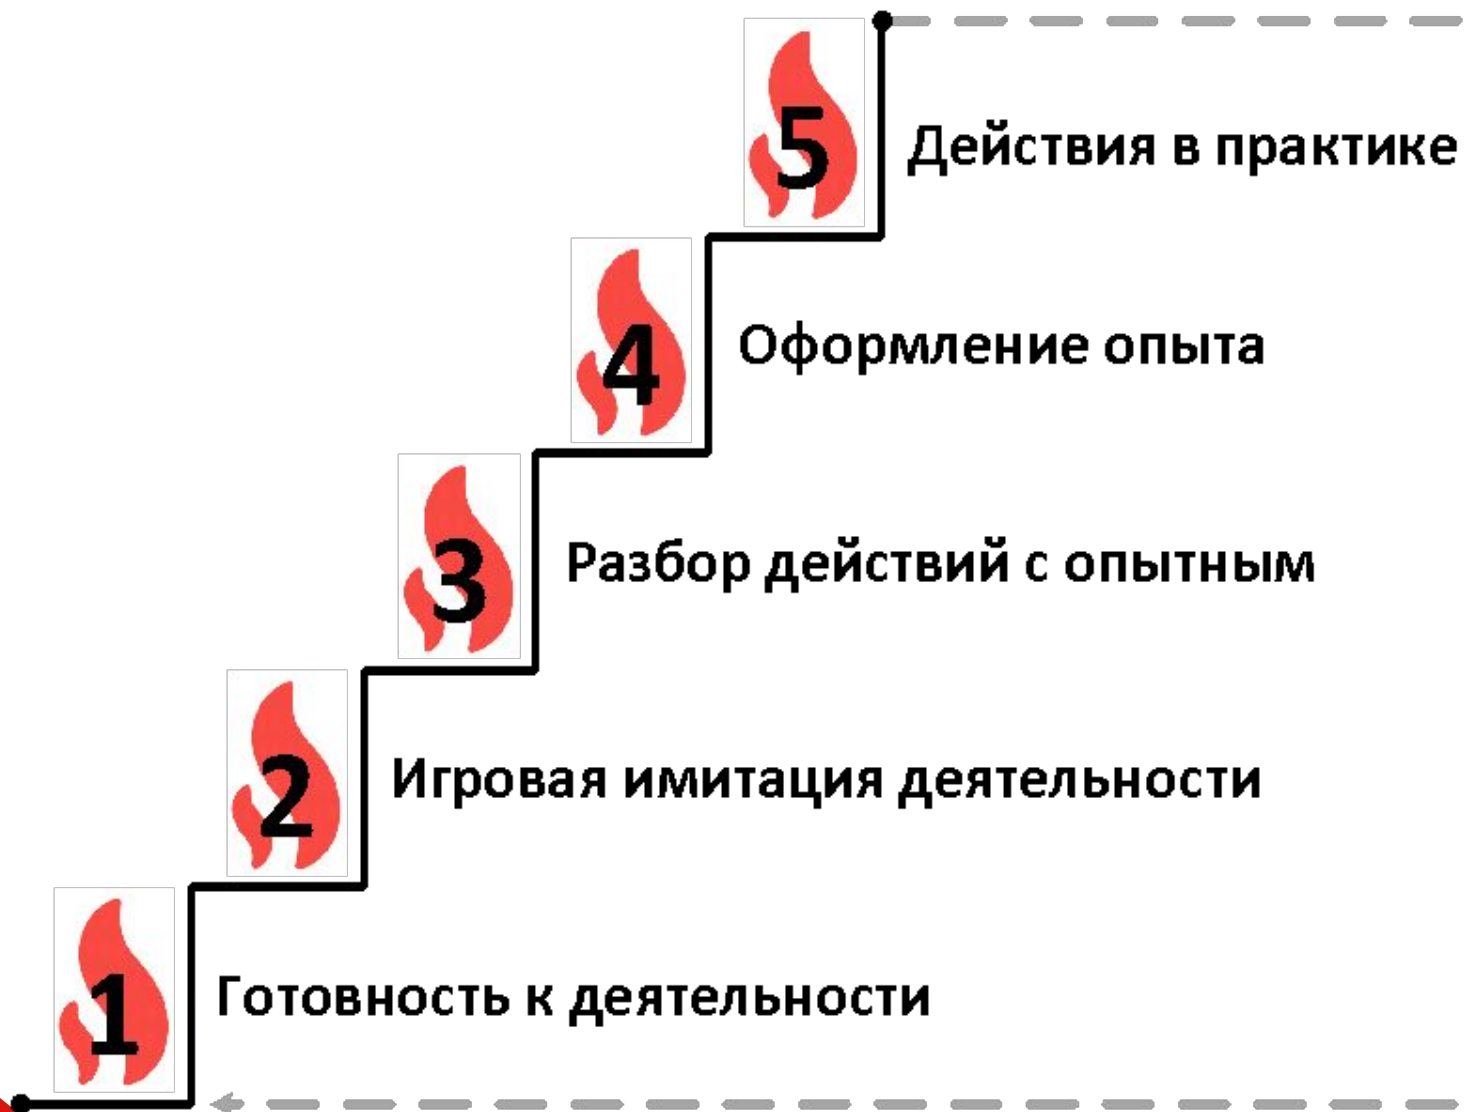 5
Действия в практике
4
Оформление опыта
3
Разбор действий с опытным
2
Игровая имитация деятельности
1
Готовность к деятельности